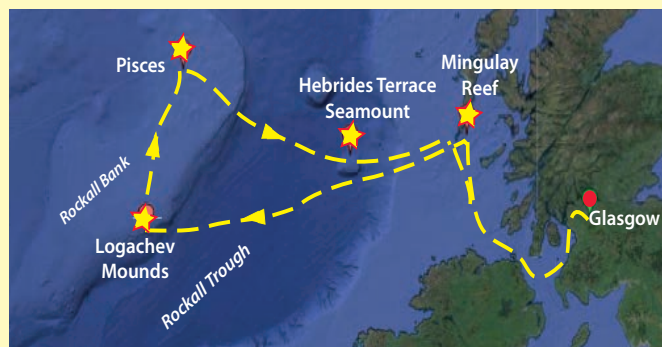 Pisces
Hebrides Terrace
Seamount
Mingulay
Reef
Rockall Bank
Glasgow
Logachev
Mounds
Rockall Trough